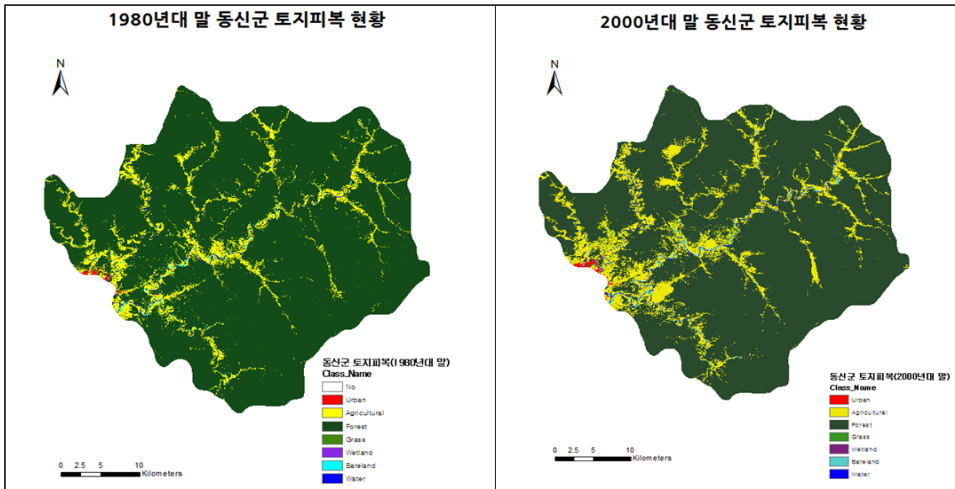 1980년대 말 동신군 토지피복 현황
N
동신군 토지피복(1980년대 말)
Class_Name
No
Urban
Agricultural
Forest
Grass
Wetland
Bareland
Water
0 2.5 5 10
Kilometers
2000년대 말 동신군 토지피복 현황
N
동신군 토지피복(2000년대 말)
Class_Name
Urban
Agricultural
Forest
Grass
Wetland
Bareland
Water
0 2.5 5 10
Kilometers